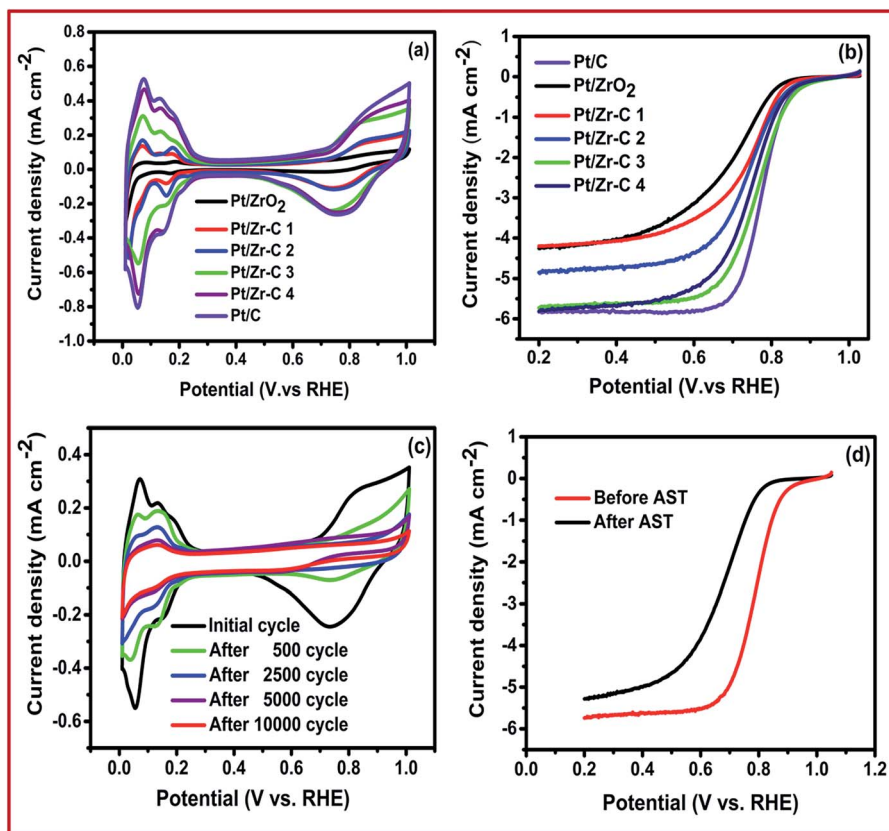 (a)
Current density (mA cm-2)
0.8
0.6
0.4
0.2
0.0
-0.2
-0.4
-0.6
-0.8
-1.0
Pt/ZrO2
Pt/Zr-C 1
Pt/Zr-C 2
Pt/Zr-C 3
Pt/Zr-C 4
Pt/C
0.0 0.2 0.4 0.6 0.8 1.0
Potential (V.vs RHE)
(b)
Current density (mA cm-2)
1
0
-1
-2
-3
-4
-5
-6
Pt/C
Pt/ZrO2
Pt/Zr-C 1
Pt/Zr-C 2
Pt/Zr-C 3
Pt/Zr-C 4
0.2 0.4 0.6 0.8 1.0
Potential (V.vs RHE)
(c)
Current density (mA cm-2)
0.4
0.2
0.0
-0.2
-0.4
-0.6
Initial cycle
After 500 cycle
After 2500 cycle
After 5000 cycle
After 10000 cycle
0.0 0.2 0.4 0.6 0.8 1.0
Potential (V vs. RHE)
(d)
Current density (mA cm-2)
1
0
-1
-2
-3
-4
-5
-6
Before AST
After AST
0.0 0.2 0.4 0.6 0.8 1.0 1.2
Potential (V vs. RHE)